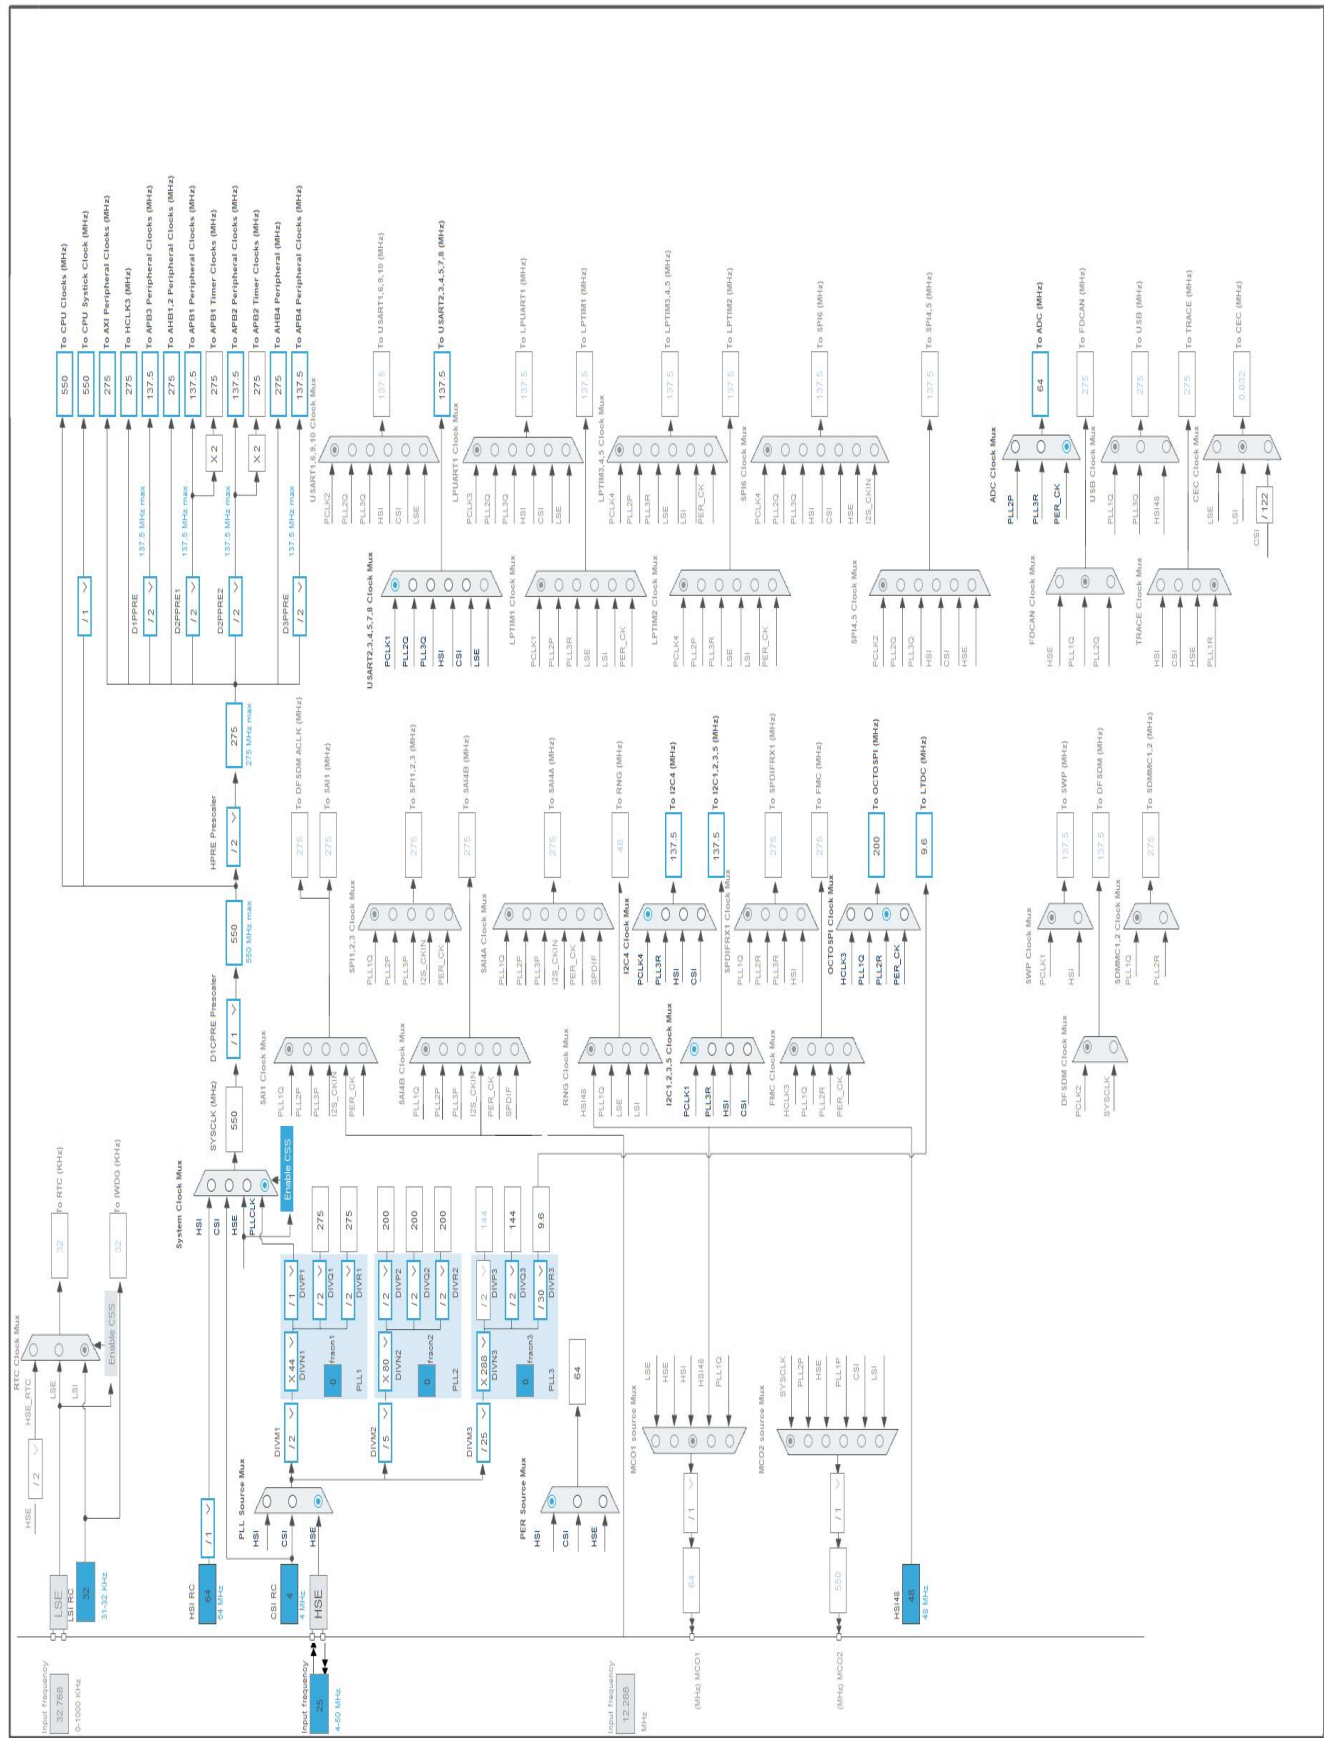 Input frequency
32.768
0-1000 KHz
LSE
LSI RC
32
31-32 KHz
HSE
/ 2
HSE_RTC
LSE
LSI
RTC Clock Mux
Enable CSS
32
To RTC (KHz)
32
To IWDG (KHz)
HSI RC
64
64 MHz
/ 1
CSI RC
4
4 MHz
Input frequency
25
4-50 MHz
HSE
PLL Source Mux
HSI
CSI
HSE
System Clock Mux
HSI
CSI
HSE
PLLCLK
Enable CSS
SYSCLK (MHz)
550
D1CPRE Prescaler
/ 1
550
550 MHz max
HPRE Prescaler
/ 2
275
275 MHz max
DIVM1
/ 2
X 44
DIVN1
0
fracn1
PLL1
/ 1
DIVP1
/ 2
DIVQ1
275
/ 2
DIVR1
275
DIVM2
/ 5
X 80
DIVN2
0
fracn2
PLL2
/ 2
DIVP2
200
/ 2
DIVQ2
200
/ 2
DIVR2
200
DIVM3
/ 25
X 288
DIVN3
0
fracn3
PLL3
/ 2
DIVP3
144
/ 2
DIVQ3
144
/ 30
DIVR3
9.6
PER Source Mux
HSI
CSI
HSE
64
Input frequency
12.288
MHz
MCO1 source Mux
LSE
HSE
HSI
HSI48
PLL1Q
/ 1
64
(MHz) MCO1
MCO2 source Mux
SYSCLK
PLL2P
HSE
PLL1P
CSI
LSI
/ 1
550
(MHz) MCO2
HSI48
48
48 MHz
550
To CPU Clocks (MHz)
/ 1
550
To CPU Systick Clock (MHz)
275
To AXI Peripheral Clocks (MHz)
275
To HCLK3 (MHz)
D1PPRE
/ 2
137.5 MHz max
137.5
To APB3 Peripheral Clocks (MHz)
275
To AHB1,2 Peripheral Clocks (MHz)
D2PPRE1
/ 2
137.5 MHz max
137.5
To APB1 Peripheral Clocks (MHz)
X 2
275
To APB1 Timer Clocks (MHz)
D2PPRE2
/ 2
137.5 MHz max
137.5
To APB2 Peripheral Clocks (MHz)
X 2
275
To APB2 Timer Clocks (MHz)
275
To AHB4 Peripheral (MHz)
D3PPRE
/ 2
137.5 MHz max
137.5
To APB4 Peripheral Clocks (MHz)
SAI1 Clock Mux
PLL1Q
PLL2P
PLL3P
I2S_CKIN
PER_CK
275
To DFSDM ACLK (MHz)
275
To SAI1 (MHz)
SPI1,2,3 Clock Mux
PLL1Q
PLL2P
PLL3P
I2S_CKIN
PER_CK
275
To SPI1,2,3 (MHz)
SAI4B Clock Mux
PLL1Q
PLL2P
PLL3P
I2S_CKIN
PER_CK
SPDIF
275
To SAI4B (MHz)
SAI4A Clock Mux
PLL1Q
PLL2P
PLL3P
I2S_CKIN
PER_CK
SPDIF
275
To SAI4A (MHz)
RNG Clock Mux
HSI48
PLL1Q
LSE
LSI
48
To RNG (MHz)
I2C4 Clock Mux
PCLK4
PLL3R
HSI
CSI
137.5
To I2C4 (MHz)
I2C1,2,3,5 Clock Mux
PCLK1
PLL3R
HSI
CSI
137.5
To I2C1,2,3,5 (MHz)
SPDIFRX1 Clock Mux
PLL1Q
PLL2R
PLL3R
HSI
275
To SPDIFRX1 (MHz)
FMC Clock Mux
HCLK3
PLL1Q
PLL2R
PER_CK
275
To FMC (MHz)
OCTOSPI Clock Mux
HCLK3
PLL1Q
PLL2R
PER_CK
200
To OCTOSPI (MHz)
9.6
To LTDC (MHz)
SWP Clock Mux
PCLK1
HSI
137.5
To SWP (MHz)
DFSDM Clock Mux
PCLK2
SYSCLK
137.5
To DFSDM (MHz)
SDMMC1,2 Clock Mux
PLL1Q
PLL2R
275
To SDMMC1,2 (MHz)
USART1,6,9,10 Clock Mux
PCLK2
PLL2Q
PLL3Q
HSI
CSI
LSE
137.5
To USART1,6,9,10 (MHz)
USART2,3,4,5,7,8 Clock Mux
PCLK1
PLL2Q
PLL3Q
HSI
CSI
LSE
137.5
To USART2,3,4,5,7,8 (MHz)
LPUART1 Clock Mux
PCLK3
PLL2Q
PLL3Q
HSI
CSI
LSE
137.5
To LPUART1 (MHz)
LPTIM1 Clock Mux
PCLK1
PLL2P
PLL3R
LSE
LSI
PER_CK
137.5
To LPTIM1 (MHz)
LPTIM3,4,5 Clock Mux
PCLK4
PLL2P
PLL3R
LSE
LSI
PER_CK
137.5
To LPTIM3,4,5 (MHz)
LPTIM2 Clock Mux
PCLK4
PLL2P
PLL3R
LSE
LSI
PER_CK
137.5
To LPTIM2 (MHz)
SPI6 Clock Mux
PCLK4
PLL2Q
PLL3Q
HSI
CSI
HSE
I2S_CKIN
137.5
To SPI6 (MHz)
SPI4,5 Clock Mux
PCLK2
PLL2Q
PLL3Q
HSI
CSI
HSE
137.5
To SPI4,5 (MHz)
ADC Clock Mux
PLL2P
PLL3R
PER_CK
64
To ADC (MHz)
FDCAN Clock Mux
HSE
PLL1Q
PLL2Q
275
To FDCAN (MHz)
USB Clock Mux
PLL1Q
PLL3Q
HSI48
275
To USB (MHz)
TRACE Clock Mux
HSI
CSI
HSE
PLL1R
275
To TRACE (MHz)
CEC Clock Mux
LSE
LSI
CSI
/ 122
0.032
To CEC (MHz)